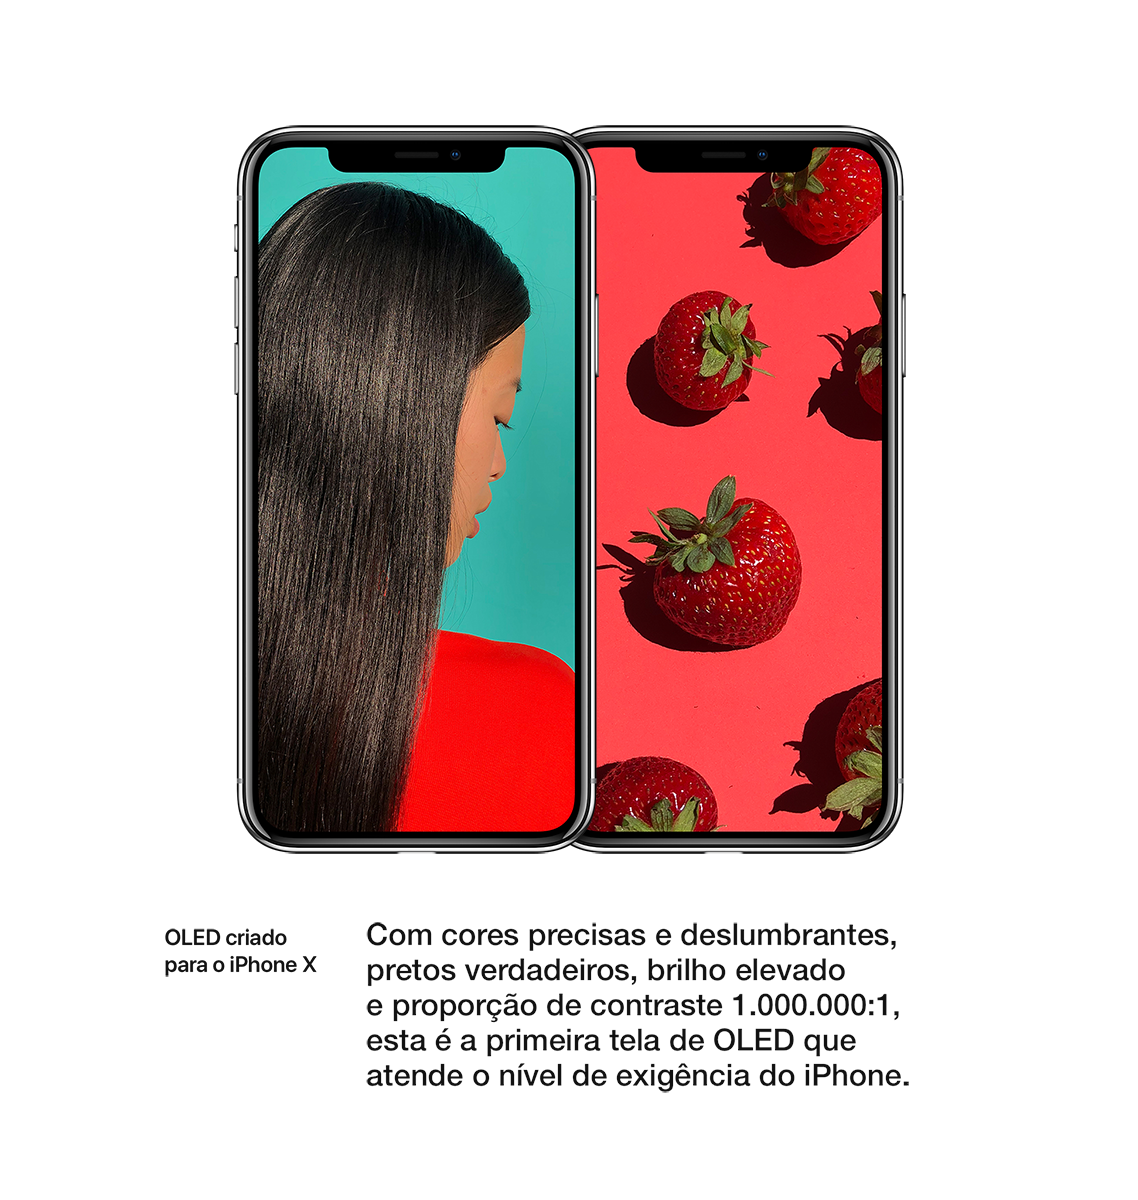 OLED criado
para o iPhone X
Com cores precisas e deslumbrantes,
pretos verdadeiros, brilho elevado
e proporção de contraste 1.000.000:1,
esta é a primeira tela de OLED que
atende o nível de exigência do iPhone.